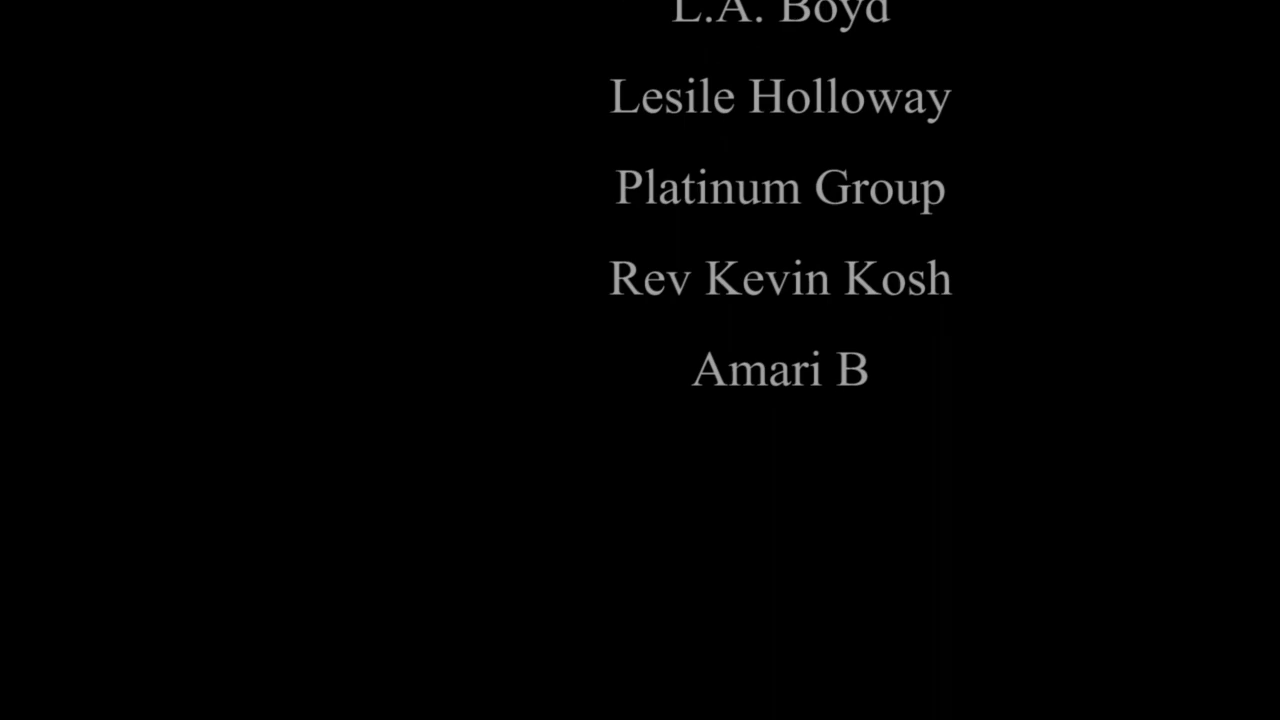 L.A. Boyd
Lesile Holloway
Platinum Group
Rev Kevin Kosh
Amari B